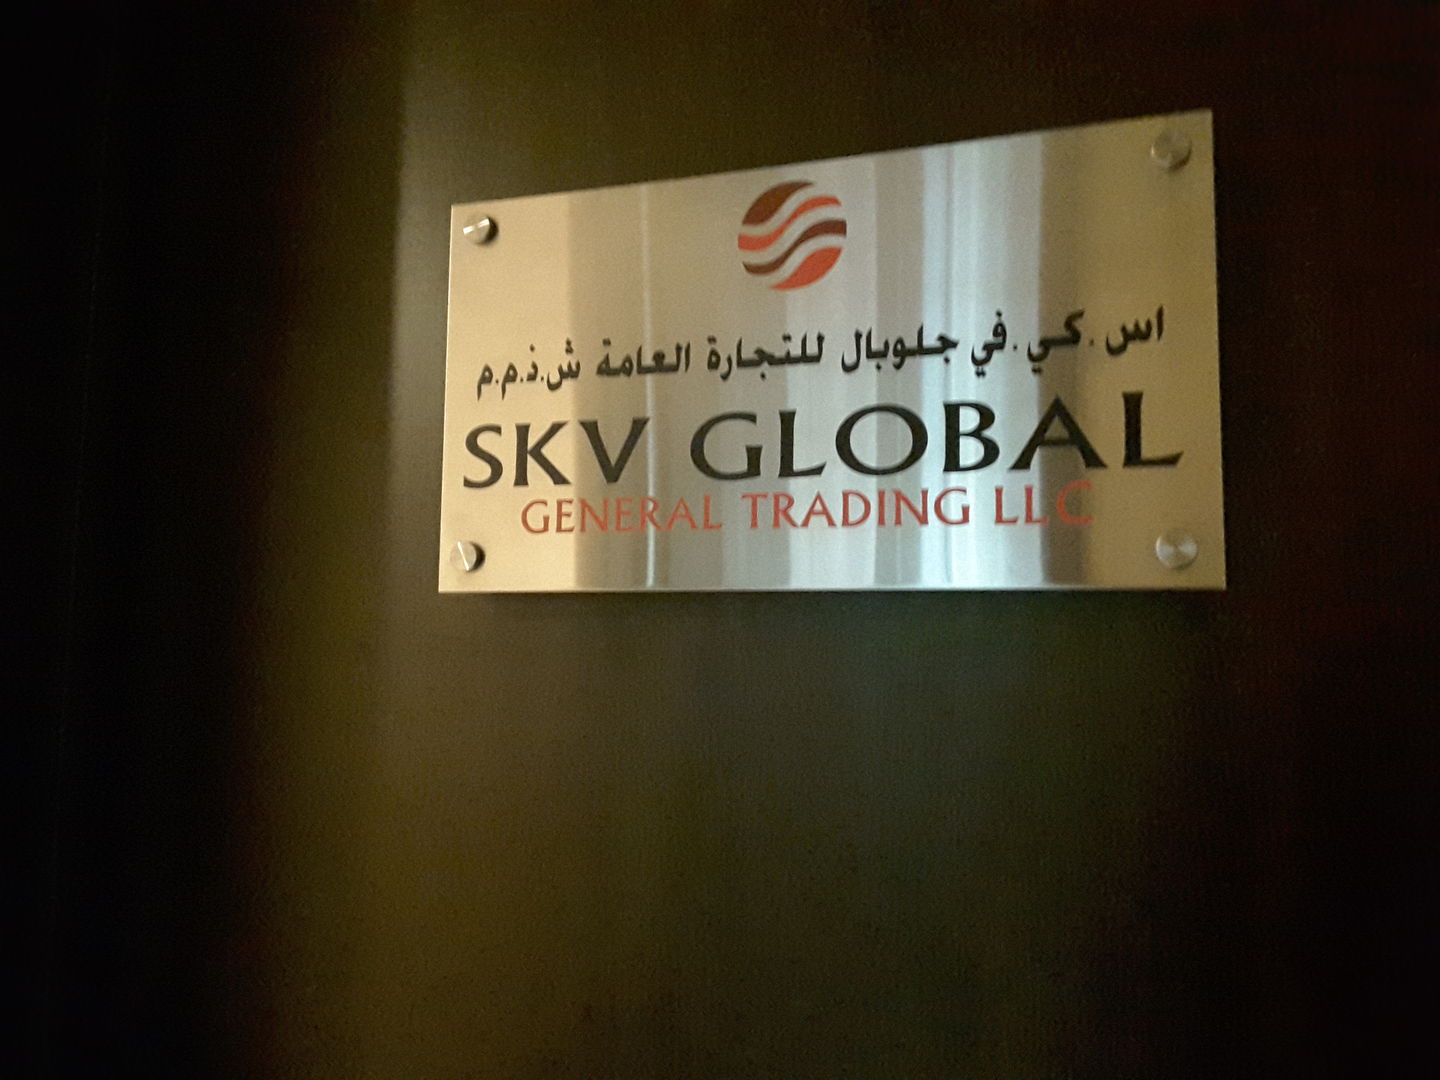 اس.كي.في جلوبال للتجارة العامة ش.ذ.م.م
SKV GLOBAL
GENERAL TRADING LLC